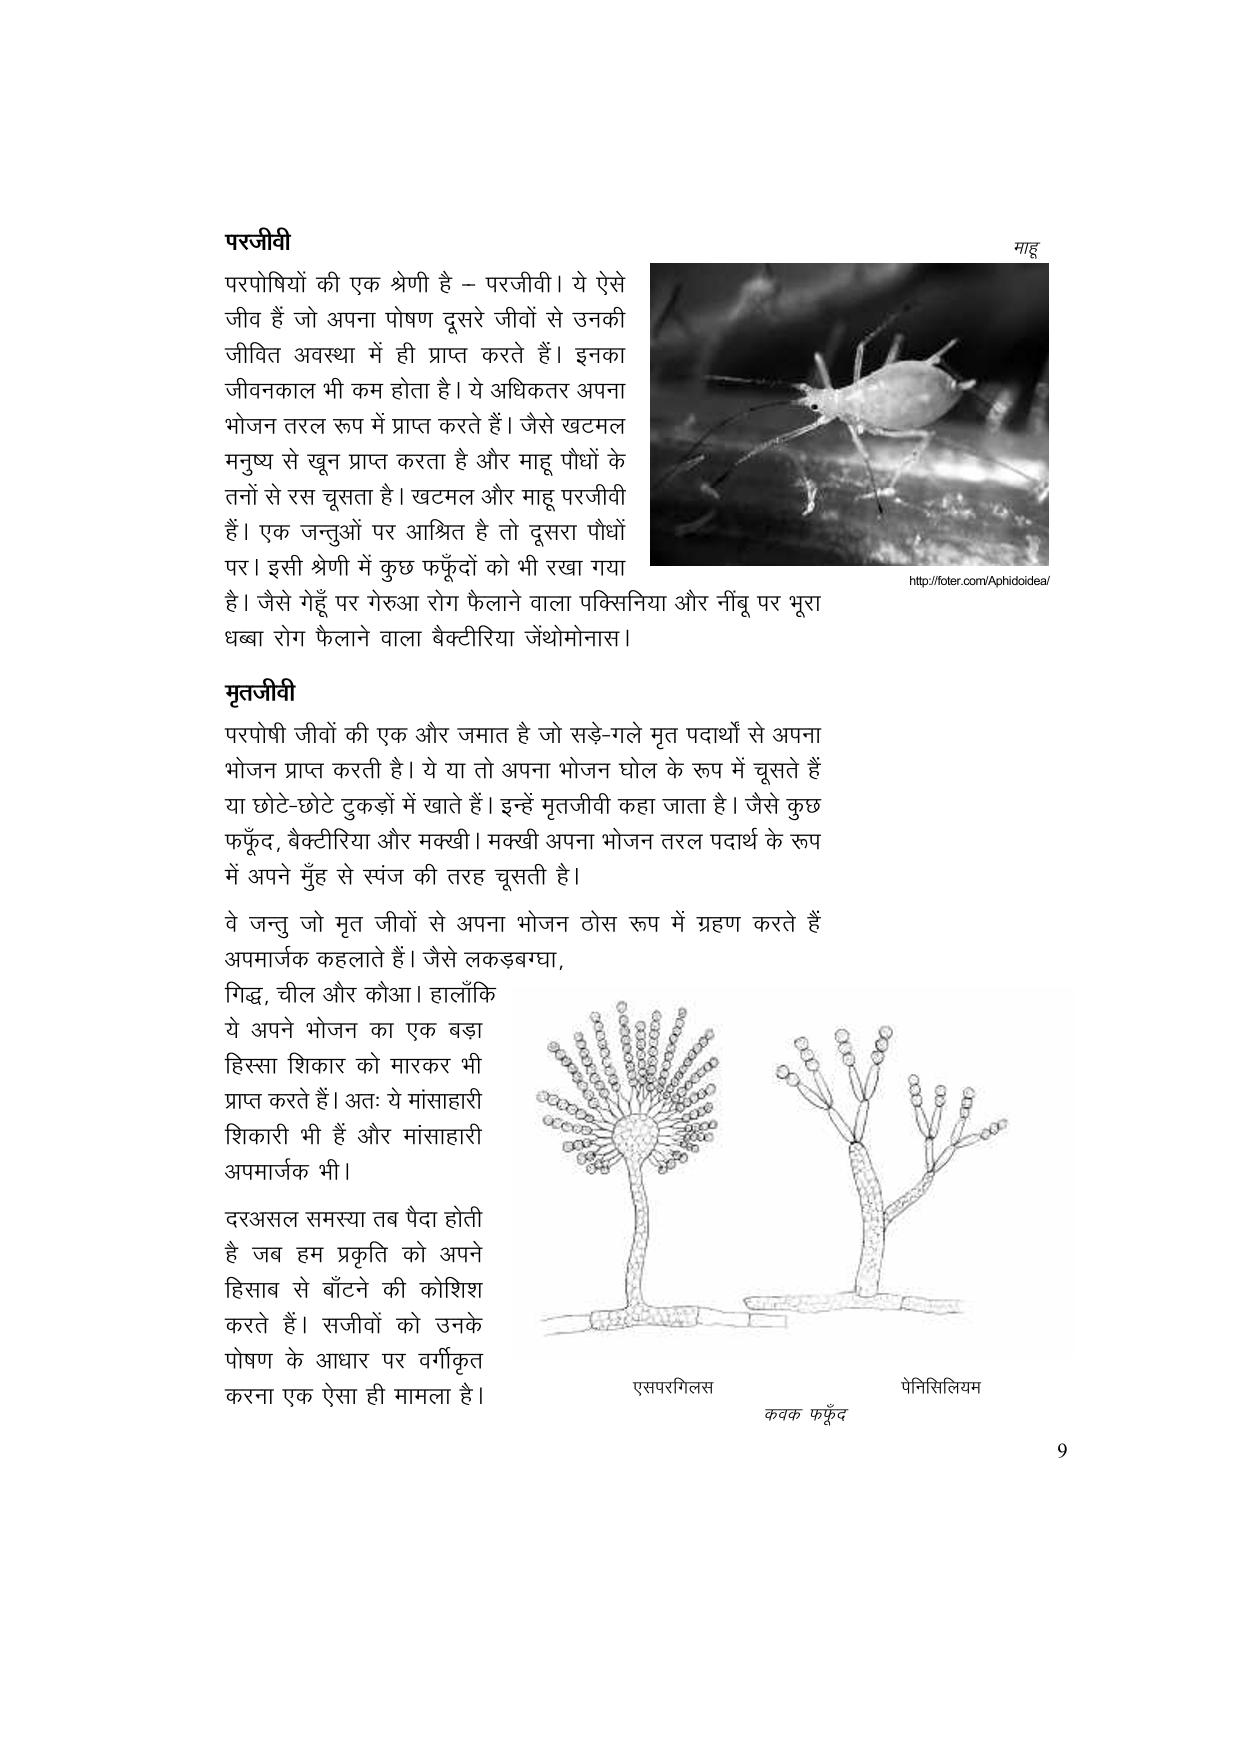 परजीवी
माहू
परपोषियों की एक श्रेणी है – परजीवी। ये ऐसे
जीव हैं जो अपना पोषण दूसरे जीवों से उनकी
जीवित अवस्था में ही प्राप्त करते हैं। इनका
जीवनकाल भी कम होता है। ये अधिकतर अपना
भोजन तरल रूप में प्राप्त करते हैं। जैसे खटमल
मनुष्य से खून प्राप्त करता है और माहू पौधों के
तनों से रस चूसता है। खटमल और माहू परजीवी
हैं। एक जन्तुओं पर आश्रित है तो दूसरा पौधों
पर। इसी श्रेणी में कुछ फफूँदों को भी रखा गया
http://foter.com/Aphidoidea/
है। जैसे गेहूँ पर गेरुआ रोग फैलाने वाला पक्सिनिया और नींबू पर भूरा
धब्बा रोग फैलाने वाला बैक्टीरिया जेंथोमोनास।
मृतजीवी
परपोषी जीवों की एक और जमात है जो सड़े-गले मृत पदार्थों से अपना
भोजन प्राप्त करती है। ये या तो अपना भोजन घोल के रूप में चूसते हैं
या छोटे-छोटे टुकड़ों में खाते हैं। इन्हें मृतजीवी कहा जाता है। जैसे कुछ
फफूँद, बैक्टीरिया और मक्खी। मक्खी अपना भोजन तरल पदार्थ के रूप
में अपने मुँह से स्पंज की तरह चूसती है।
वे जन्तु जो मृत जीवों से अपना भोजन ठोस रूप में ग्रहण करते हैं
अपमार्जक कहलाते हैं। जैसे लकड़बग्घा,
गिद्ध, चील और कौआ। हालाँकि
ये अपने भोजन का एक बड़ा
हिस्सा शिकार को मारकर भी
प्राप्त करते हैं। अतः ये मांसाहारी
शिकारी भी हैं और मांसाहारी
अपमार्जक भी।
दरअसल समस्या तब पैदा होती
है जब हम प्रकृति को अपने
हिसाब से बाँटने की कोशिश
करते हैं। सजीवों को उनके
पोषण के आधार पर वर्गीकृत
करना एक ऐसा ही मामला है।
एसपरगिलस
पेनिसिलियम
कवक फफूँद
9